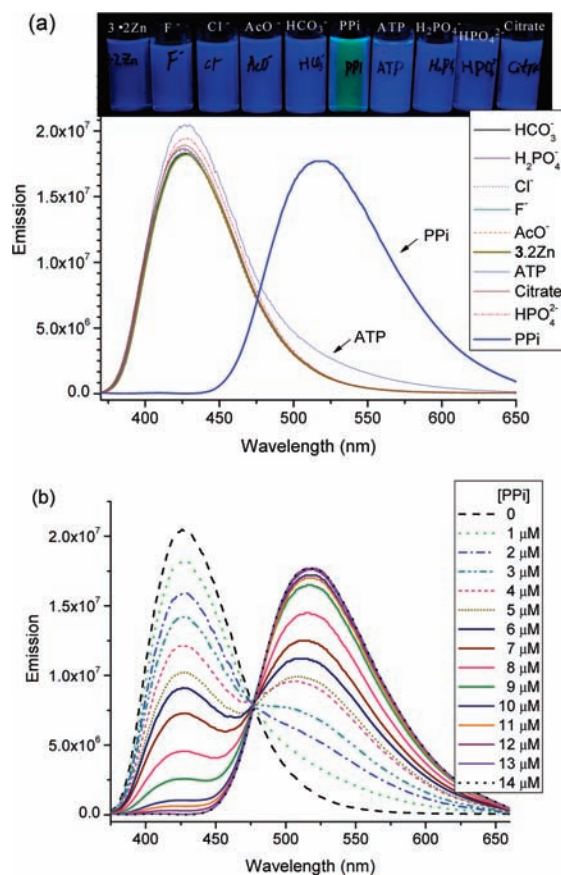 (a)
3•2Zn F⁻ Cl⁻ AcO⁻ HCO₃⁻ PPi ATP H₂PO₄⁻ HPO₄²⁻ Citrate
2Zn F⁻ Cl⁻ AcO⁻ HCO₃⁻ PPi ATP H₂PO₄⁻
2.0x10⁷
1.5x10⁷
1.0x10⁷
5.0x10⁶
0.0
Emission
400 450 500 550 600 650
Wavelength (nm)
PPi
ATP
HCO₃⁻
H₂PO₄⁻
Cl⁻
F⁻
AcO⁻
3.2Zn
ATP
Citrate
HPO₄²⁻
PPi
(b)
2.0x10⁷
1.5x10⁷
1.0x10⁷
5.0x10⁶
0.0
Emission
400 450 500 550 600 650
Wavelength (nm)
[PPi]
0
1 μM
2 μM
3 μM
4 μM
5 μM
6 μM
7 μM
8 μM
9 μM
10 μM
11 μM
12 μM
13 μM
14 μM